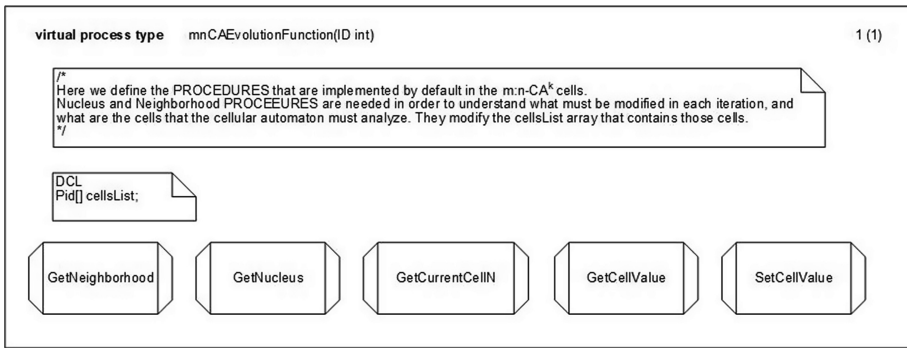 virtual process type mnCAEvolutionFunction(ID int) 1 (1)
/*
Here we define the PROCEDURES that are implemented by default in the m:n-CAᵏ cells.
Nucleus and Neighborhood PROCEEURES are needed in order to understand what must be modified in each iteration, and
what are the cells that the cellular automaton must analyze. They modify the cellsList array that contains those cells.
*/
DCL
Pid[] cellsList;
GetNeighborhood GetNucleus GetCurrentCellN GetCellValue SetCellValue